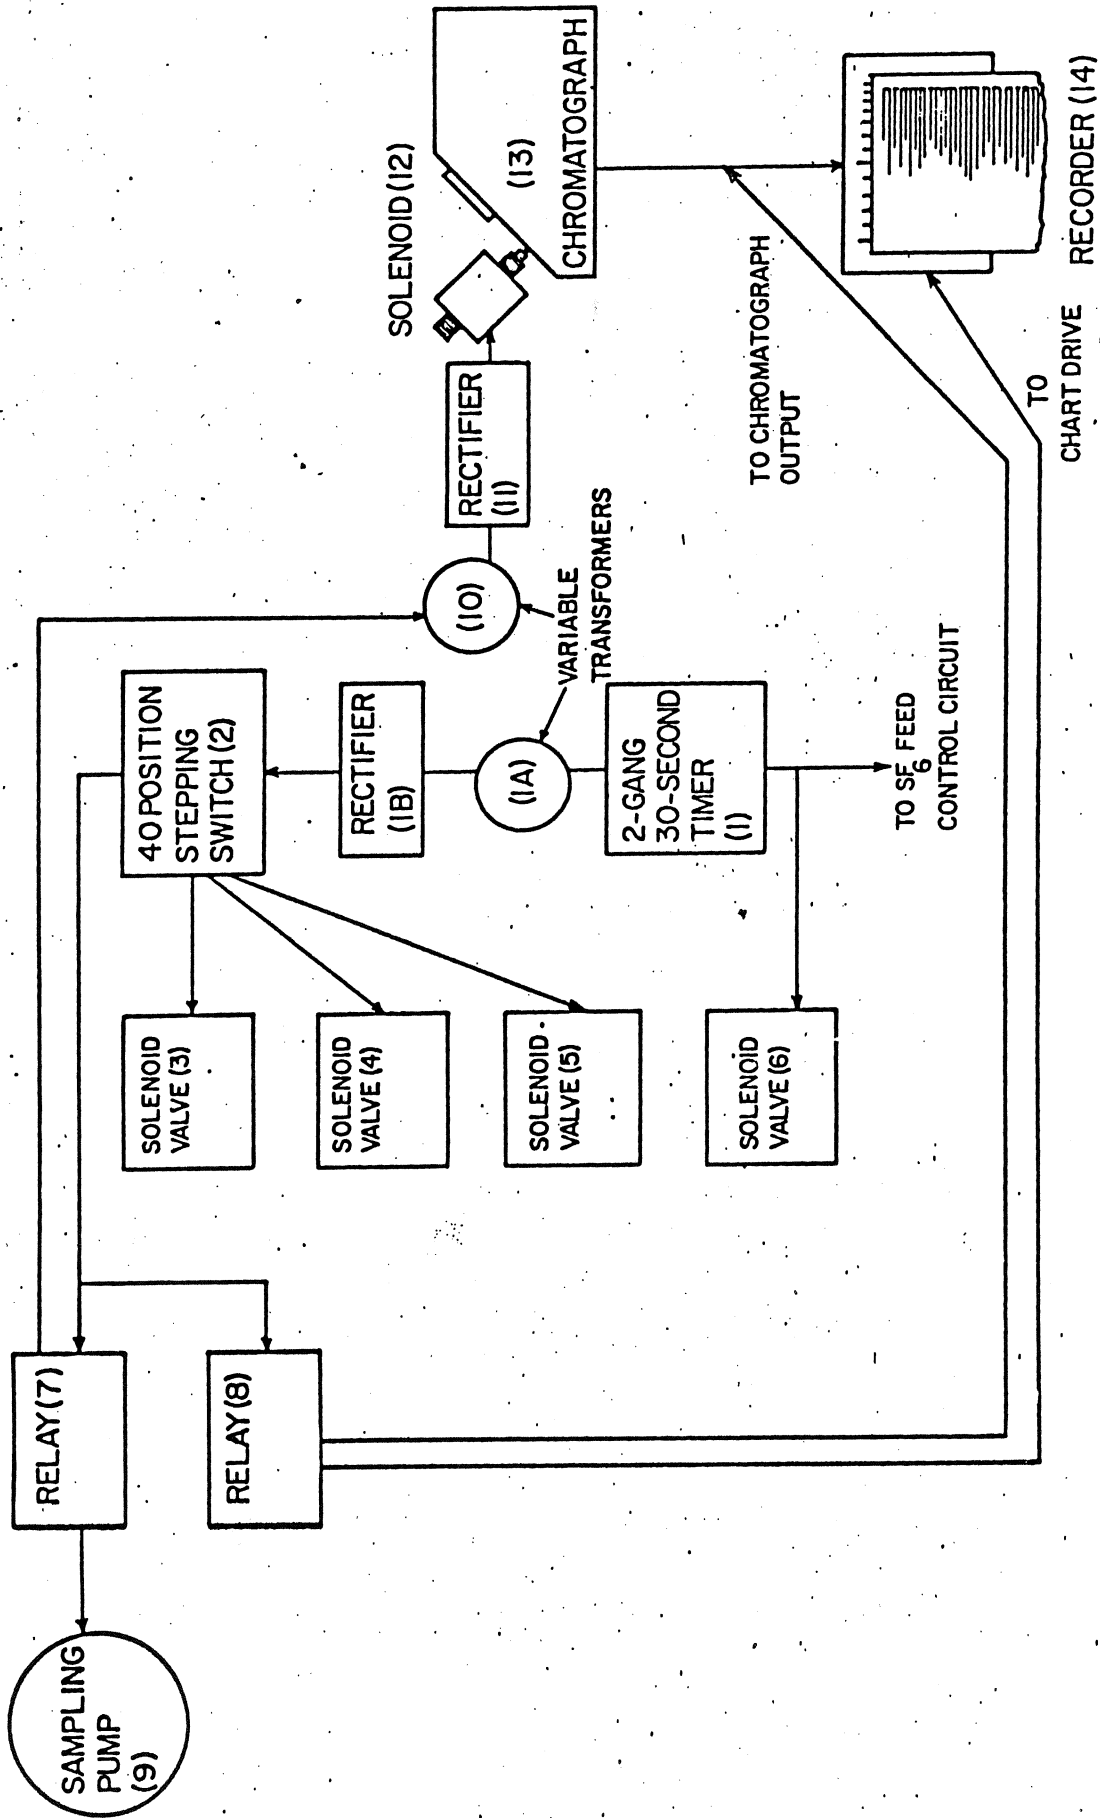 SAMPLING
PUMP
(9)
RELAY (7)
RELAY (8)
SOLENOID
VALVE (3)
SOLENOID
VALVE (4)
SOLENOID
VALVE (5)
SOLENOID
VALVE (6)
40 POSITION
STEPPING
SWITCH (2)
RECTIFIER
(1B)
(1A)
2-GANG
30-SECOND
TIMER
(1)
TO SF6 FEED
CONTROL CIRCUIT
VARIABLE
TRANSFORMERS
(10)
RECTIFIER
(11)
SOLENOID (12)
(13)
CHROMATOGRAPH
TO CHROMATOGRAPH
OUTPUT
TO
CHART DRIVE
RECORDER (14)